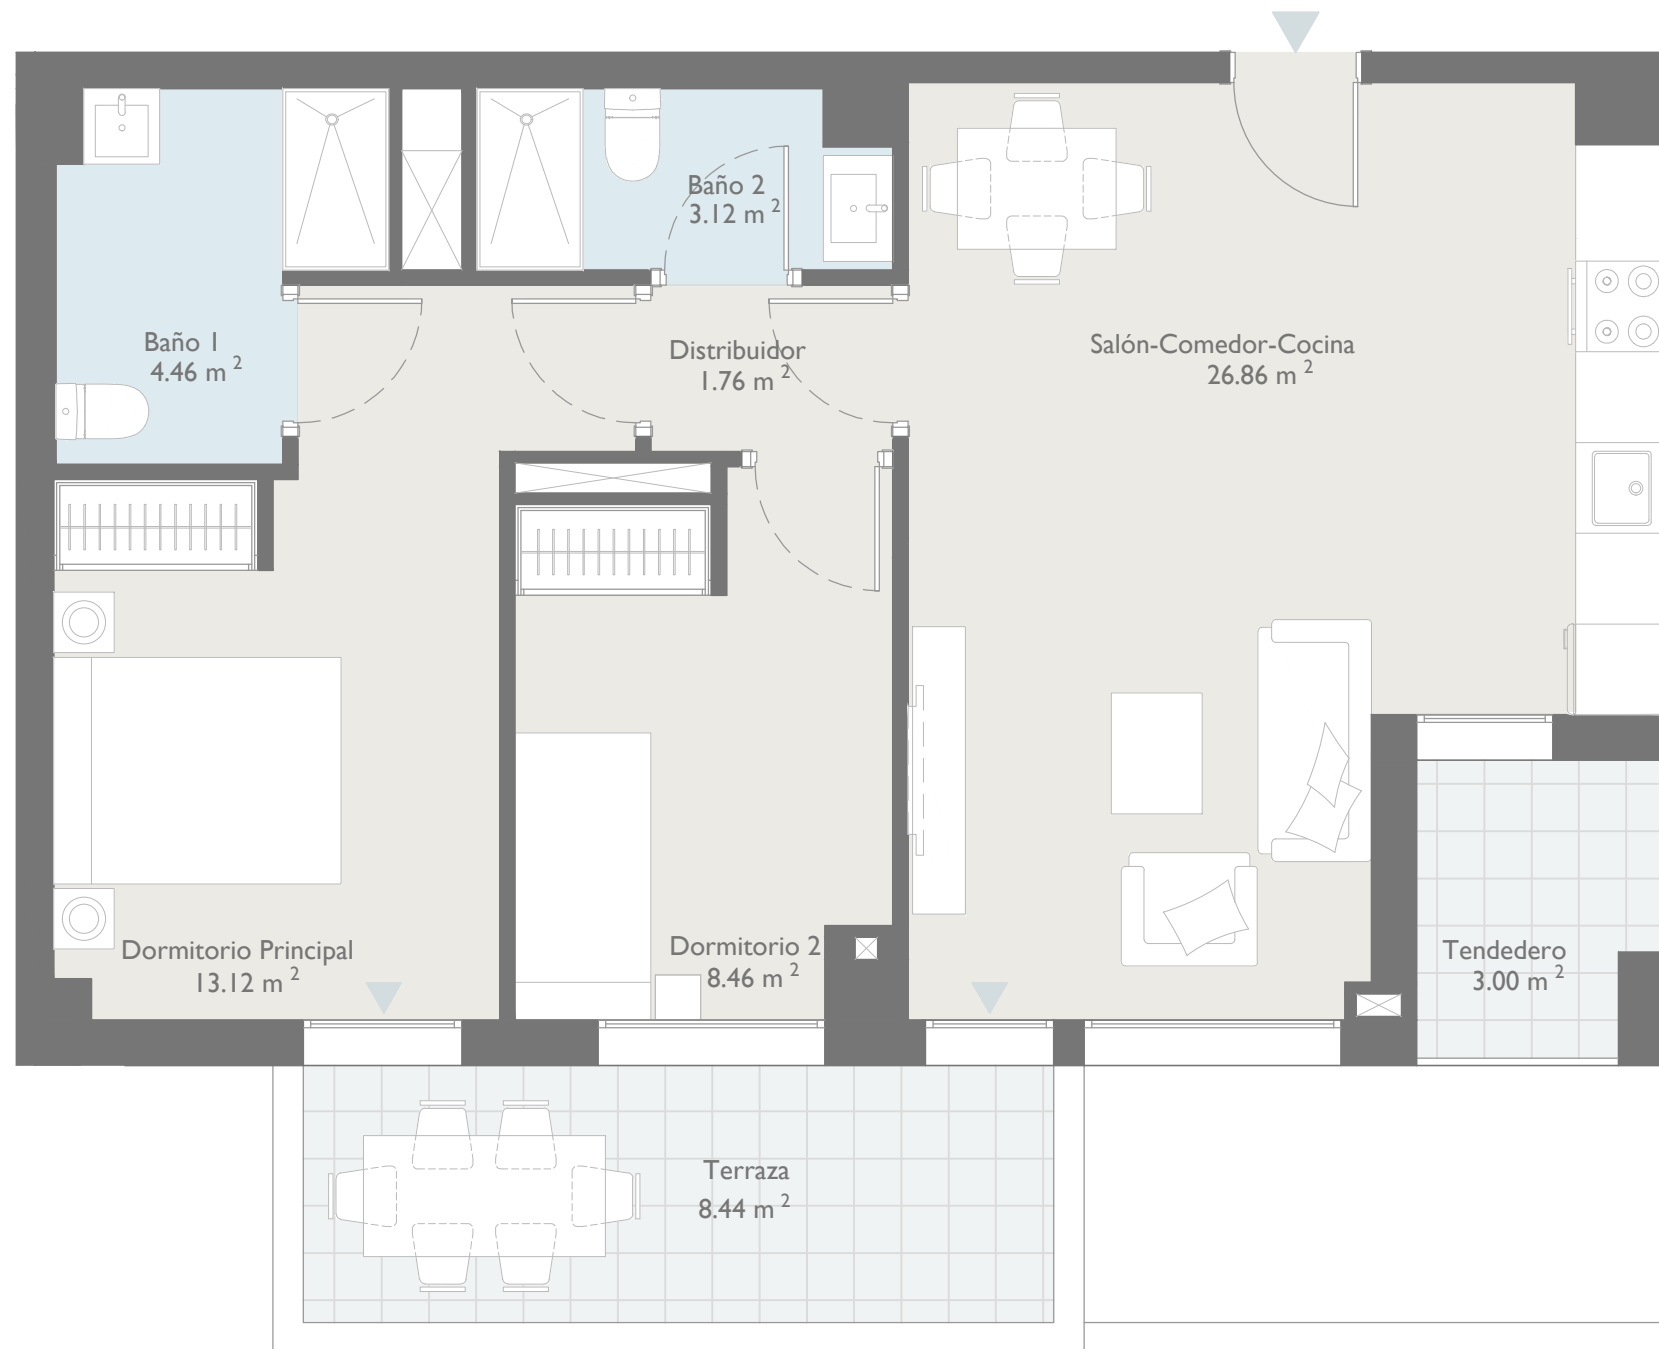 Baño 2
3.12 m 2
Baño 1
4.46 m 2
Distribuidor
1.76 m 2
Salón-Comedor-Cocina
26.86 m 2
Dormitorio Principal
13.12 m 2
Dormitorio 2
8.46 m 2
Tendedero
3.00 m 2
Terraza
8.44 m 2